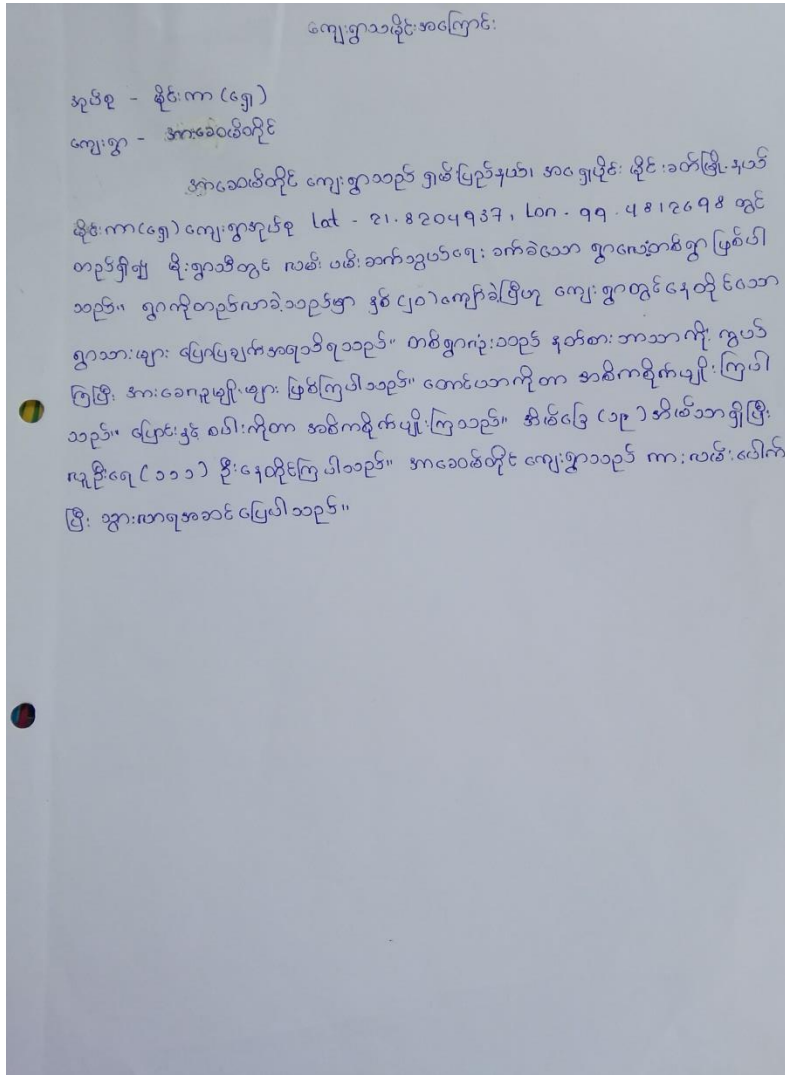 ကျေးရွာသမိုင်းအကြောင်း
အုပ်စု - မိုင်းကာ (ရှေ့)
ကျေးရွာ - အားခေဝမ်တိုင်
အာခေဝမ်တိုင် ကျေးရွာသည် ရှမ်းပြည်နယ်၊ အရှေ့ပိုင်း မိုင်းခတ်မြို့နယ်
မိုင်းကာ(ရှေ့) ကျေးရွာအုပ်စု Lat - 21.8204937, Lon - 99.4812698 တွင်
တည်ရှိ၍ မိုးရွာသီတွင် လမ်း ပမ်းဆက်သွယ်ရေး ခက်ခဲသော ရွာလေးတစ်ရွာ ဖြစ်ပါ
သည်။ ရွာကိုတည်လာခဲ့သည်မှာ နှစ်(၂၀)ကျော်ခဲ့ပြီဟု ကျေးရွာတွင်နေထိုင်သော
ရွာသားများ ပြောပြချက်အရသိရသည်။ တစ်ရွာလုံးသည် နတ်စားဘာသာကိုး ကွယ်
ကြပြီး အားခေလူမျိုးများ ဖြစ်ကြပါသည်။ တောင်ယာကိုတာ အဓိကစိုက်ပျိုးကြပါ
သည်။ ပြောင်းနှင့် စပါးကိုတာ အဓိကစိုက်ပျိုးကြသည်။ အိမ်ခြေ (၁၉) အိမ်သာရှိပြီး
လူဦးရေ (၁၁၁) ဦးနေထိုင်ကြပါသည်။ အာခေဝမ်တိုင် ကျေးရွာသည် ကားလမ်းပေါက်
ပြီး သွားလာရအဆင်ပြေပါသည်။